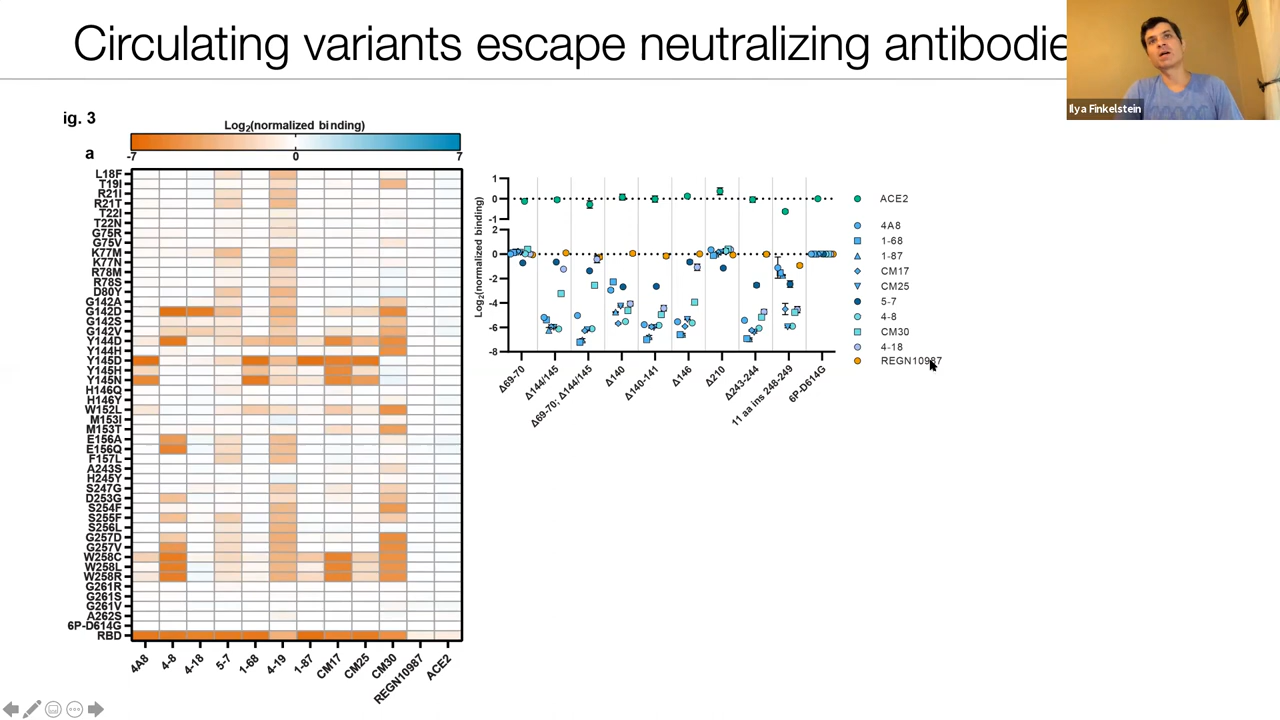 Circulating variants escape neutralizing antibodie
Ilya Finkelstein
ig. 3
a
Log2(normalized binding)
-7
0
7
L18F
T19I
R21I
R21T
T22I
T22N
G75R
G75V
K77M
K77N
R78M
R78S
D80Y
G142A
G142D
G142S
G142V
Y144D
Y144H
Y145D
Y145H
Y145N
H146Q
H146Y
W152L
M153I
M153T
E156A
E156Q
F157L
A243S
H245Y
S247G
D253G
S254F
S255F
S256L
G257D
G257V
W258C
W258L
W258R
G261R
G261S
G261V
A262S
6P-D614G
RBD
4A8
4-8
4-18
5-7
1-68
4-19
1-87
CM17
CM25
CM30
REGN10987
ACE2
Log2(normalized binding)
1
0
-1
2
0
-2
-4
-6
-8
Δ69-70
Δ144/145
Δ69-70; Δ144/145
Δ140
Δ140-141
Δ146
Δ210
Δ243-244
11 aa ins 248-249
6P-D614G
ACE2
4A8
1-68
1-87
CM17
CM25
5-7
4-8
CM30
4-18
REGN10987